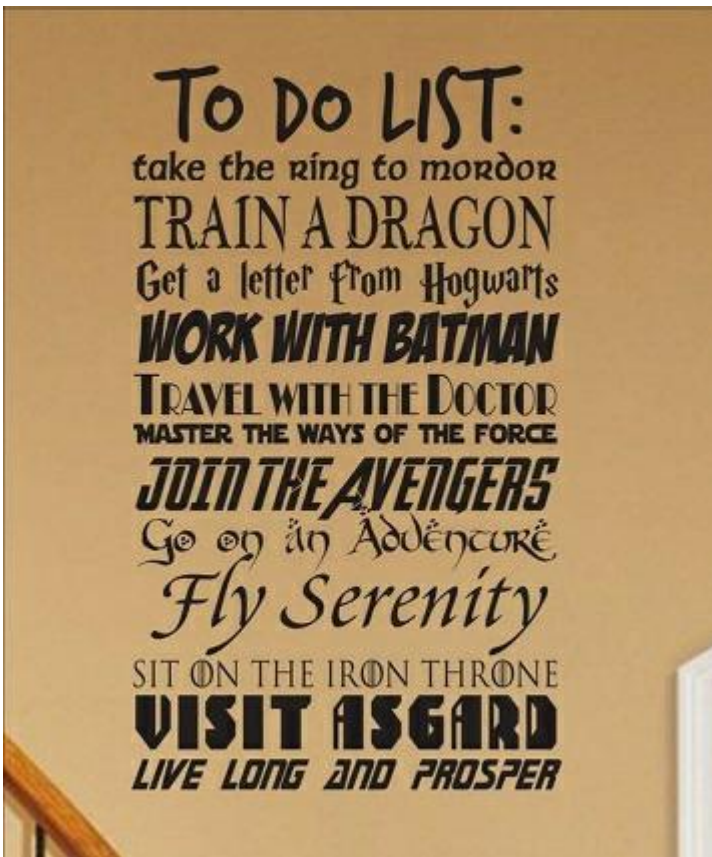 TO DO LIST:
take the ring to mordor
TRAIN A DRAGON
Get a letter from Hogwarts
WORK WITH BATMAN
TRAVEL WITH THE DOCTOR
MASTER THE WAYS OF THE FORCE
JOIN THE AVENGERS
Go on an Adventure
Fly Serenity
SIT ON THE IRON THRONE
VISIT ASGARD
LIVE LONG AND PROSPER